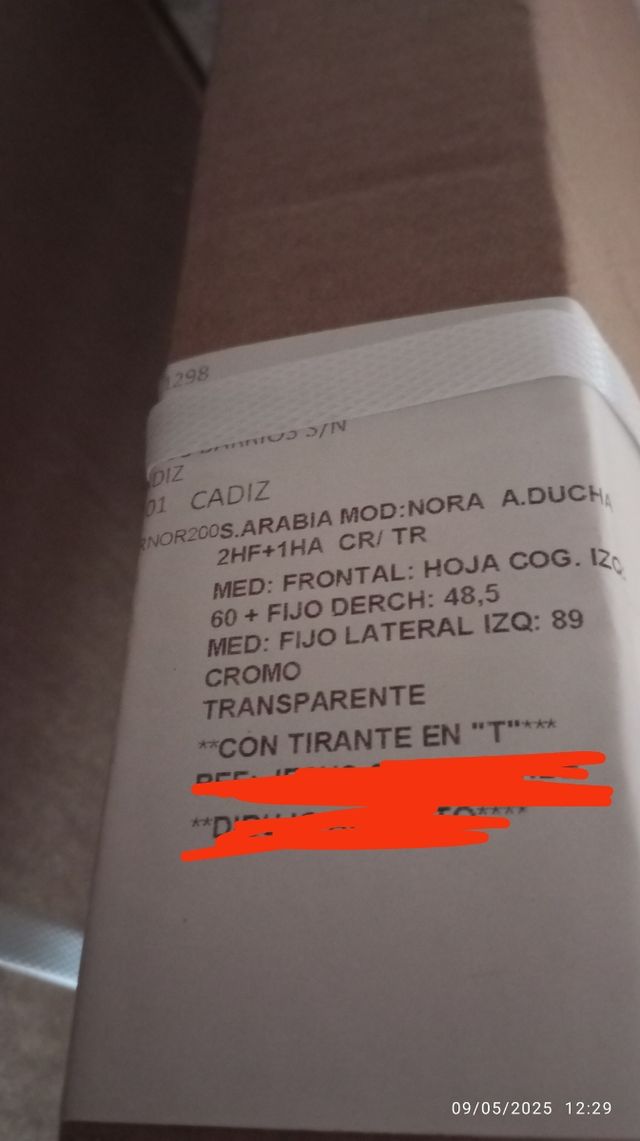 1298
S/N
DIZ
01 CADIZ
RNOR200S.ARABIA MOD:NORA A.DUCHA
2HF+1HA CR/ TR
MED: FRONTAL: HOJA COG. IZQ
60 + FIJO DERCH: 48,5
MED: FIJO LATERAL IZQ: 89
CROMO
TRANSPARENTE
**CON TIRANTE EN "T"***
09/05/2025 12:29